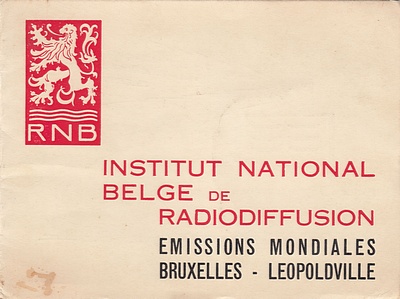 RNB
INSTITUT NATIONAL
BELGE DE
RADIODIFFUSION
EMISSIONS MONDIALES
BRUXELLES - LEOPOLDVILLE